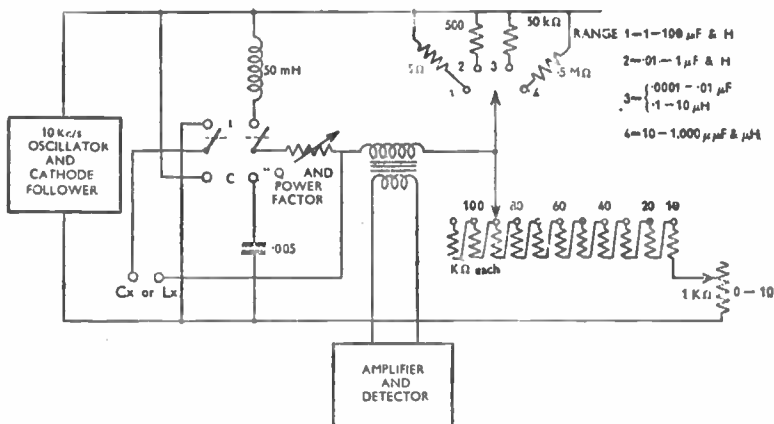 500
50 kΩ
RANGE 1=1-100 μF & H
5Ω
2
3
2=·01-1 μF & H
50 mH
·5 MΩ
1
4
3={ ·0001 - ·01 μF
·1-10 μH
4=10-1,000 μμF & μH
10 Kc/s
OSCILLATOR
AND
CATHODE
FOLLOWER
C
"Q AND
POWER
FACTOR
100
80
60
40
20
10
·005
KΩ each
Cx or Lx
1 KΩ
0-10
AMPLIFIER
AND
DETECTOR